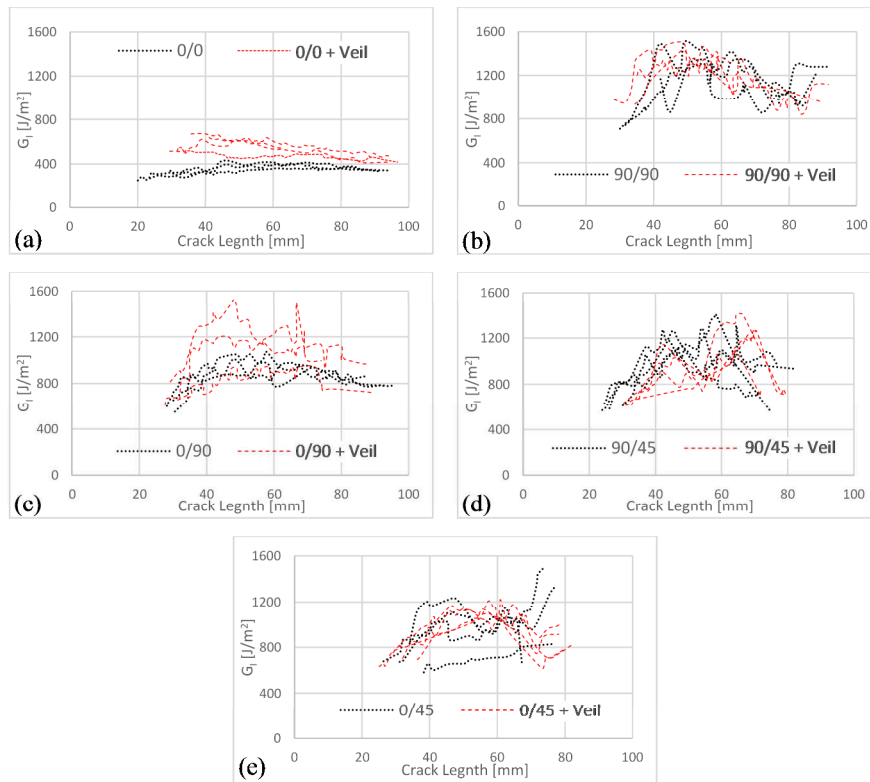 1600
1200
800
400
0
G_I [J/m²]
0/0
0/0 + Veil
0 20 40 60 80 100
Crack Legnth [mm]
(a)
1600
1200
800
400
0
G_I [J/m²]
90/90
90/90 + Veil
0 20 40 60 80 100
Crack Legnth [mm]
(b)
1600
1200
800
400
0
G_I [J/m²]
0/90
0/90 + Veil
0 20 40 60 80 100
Crack Legnth [mm]
(c)
1600
1200
800
400
0
G_I [J/m²]
90/45
90/45 + Veil
0 20 40 60 80 100
Crack Legnth [mm]
(d)
1600
1200
800
400
0
G_I [J/m²]
0/45
0/45 + Veil
0 20 40 60 80 100
Crack Legnth [mm]
(e)